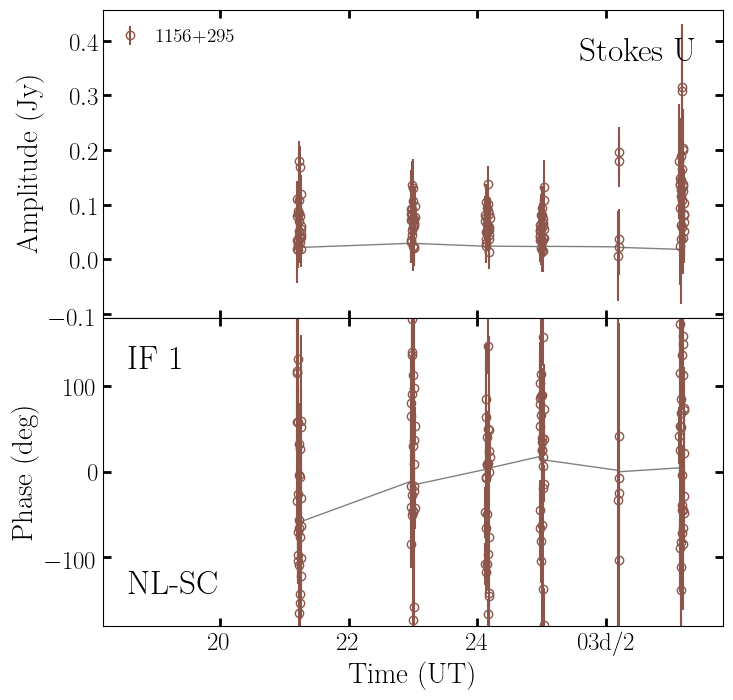 1156+295
Stokes U
Amplitude (Jy)
0.4
0.3
0.2
0.1
0.0
−0.1
IF 1
Phase (deg)
100
0
−100
NL-SC
20 22 24 03d/2
Time (UT)